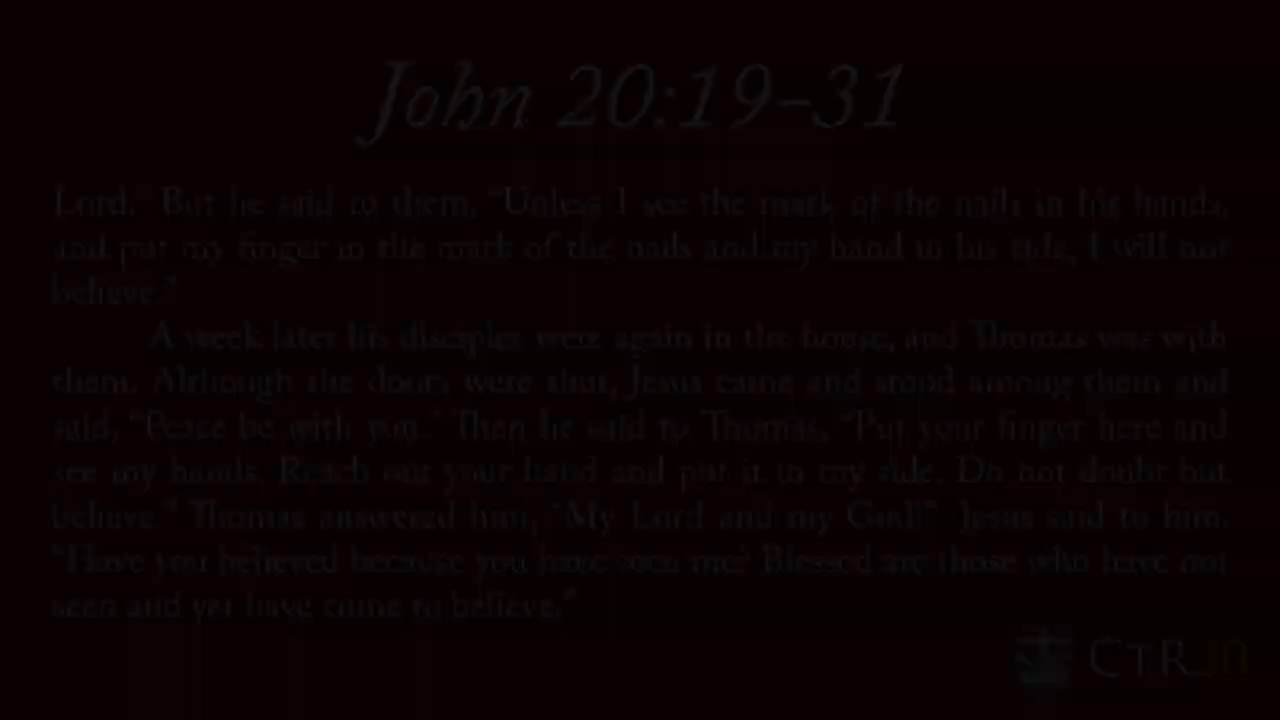 John 20:19–31
Lord.” But he said to them, “Unless I see the mark of the nails in his hands,
and put my finger in the mark of the nails and my hand in his side, I will not
believe.”
A week later his disciples were again in the house, and Thomas was with
them. Although the doors were shut, Jesus came and stood among them and
said, “Peace be with you.” Then he said to Thomas, “Put your finger here and
see my hands. Reach out your hand and put it in my side. Do not doubt but
believe.” Thomas answered him, “My Lord and my God!” Jesus said to him,
“Have you believed because you have seen me? Blessed are those who have not
seen and yet have come to believe.”
CTR